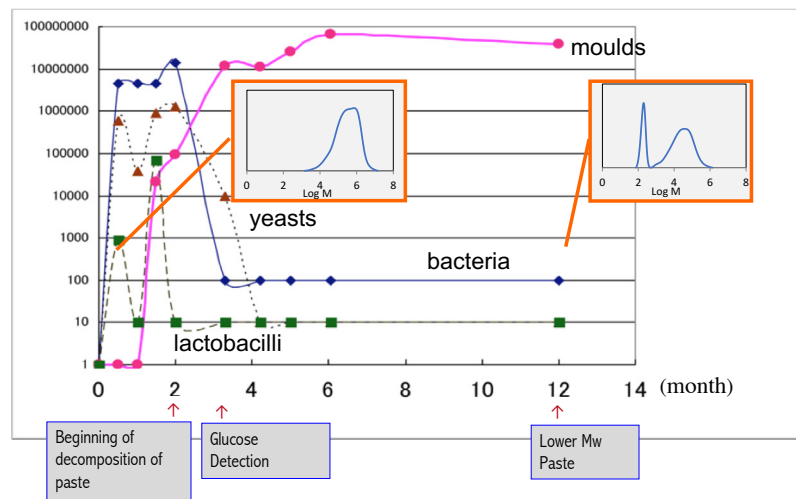 100000000
10000000
1000000
100000
10000
1000
100
10
1
moulds
yeasts
bacteria
lactobacilli
0 2 4 6 8
Log M
0 2 4 6 8
Log M
0 2 4 6 8 10 12 14 (month)
Beginning of
decomposition of
paste
Glucose
Detection
Lower Mw
Paste